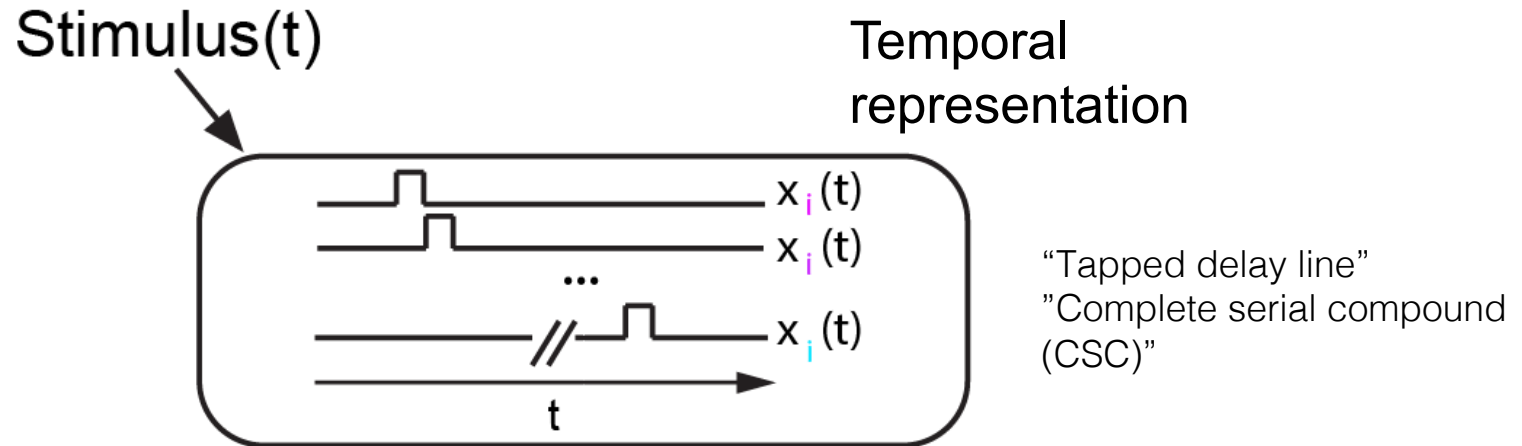 Stimulus(t)
Temporal
representation
x i (t)
x i (t)
...
x i (t)
t
“Tapped delay line”
”Complete serial compound
(CSC)”